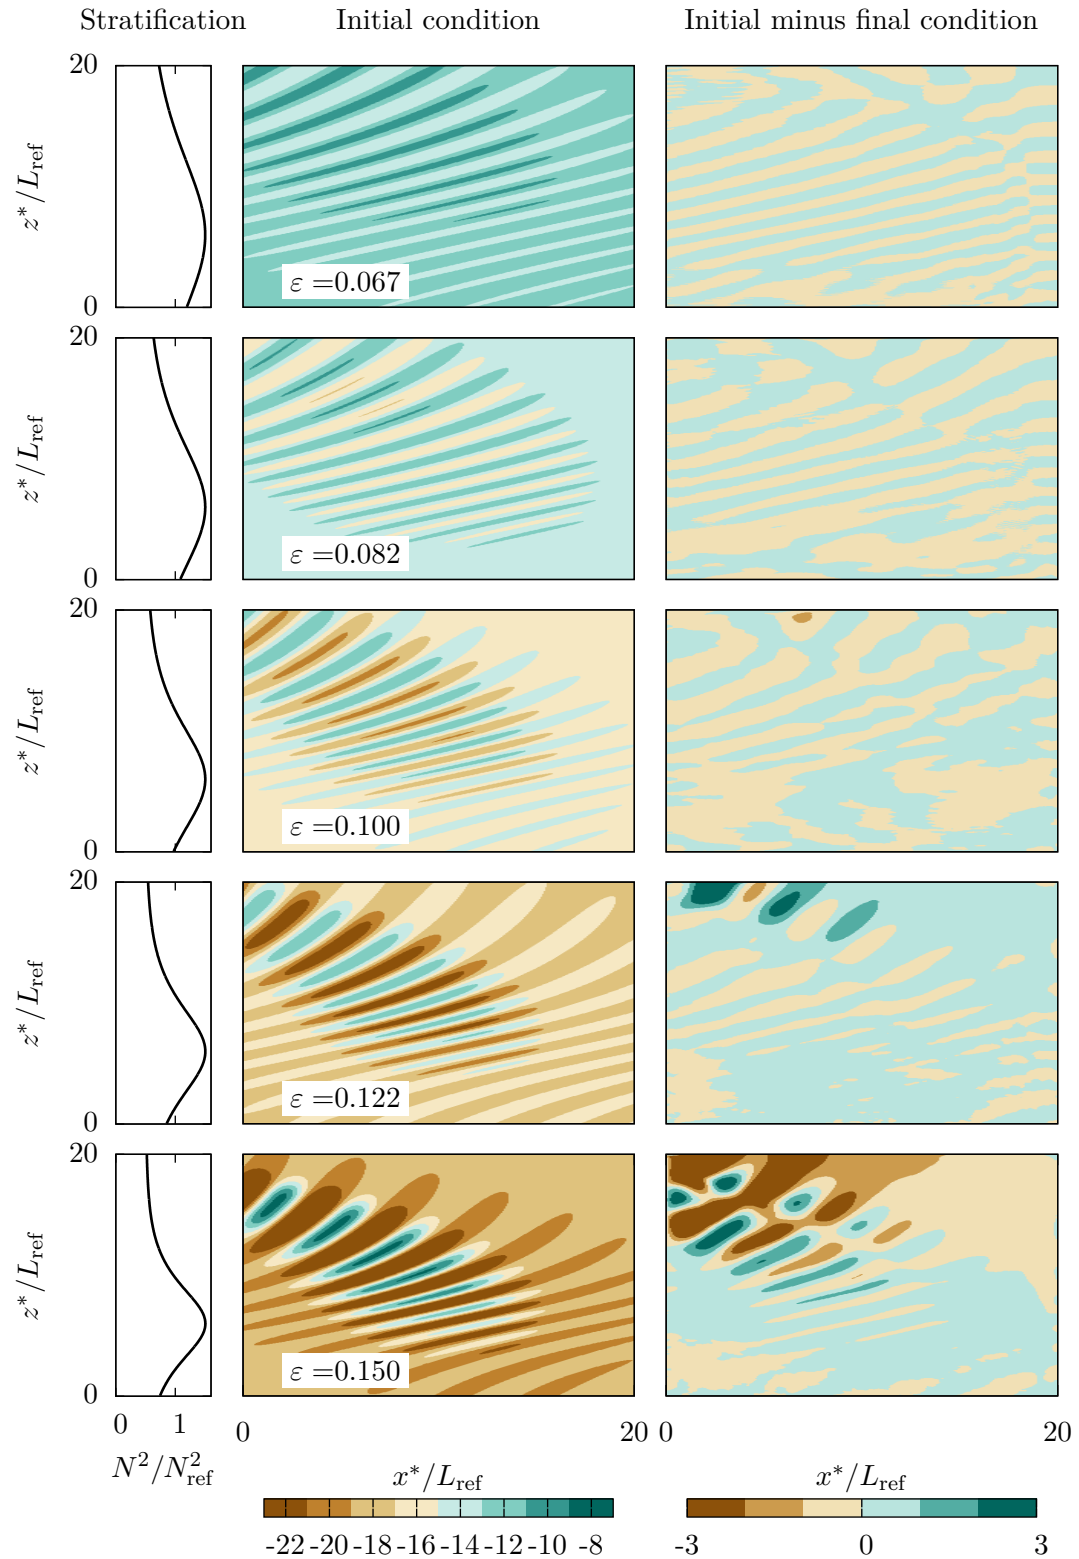 Stratification Initial condition Initial minus final condition
20
z*/L_ref
0
ε =0.067
20
z*/L_ref
0
ε =0.082
20
z*/L_ref
0
ε =0.100
20
z*/L_ref
0
ε =0.122
20
z*/L_ref
0
ε =0.150
0 1 0 20 0 20
N²/N²_ref
x*/L_ref x*/L_ref
-22 -20 -18 -16 -14 -12 -10 -8 -3 0 3